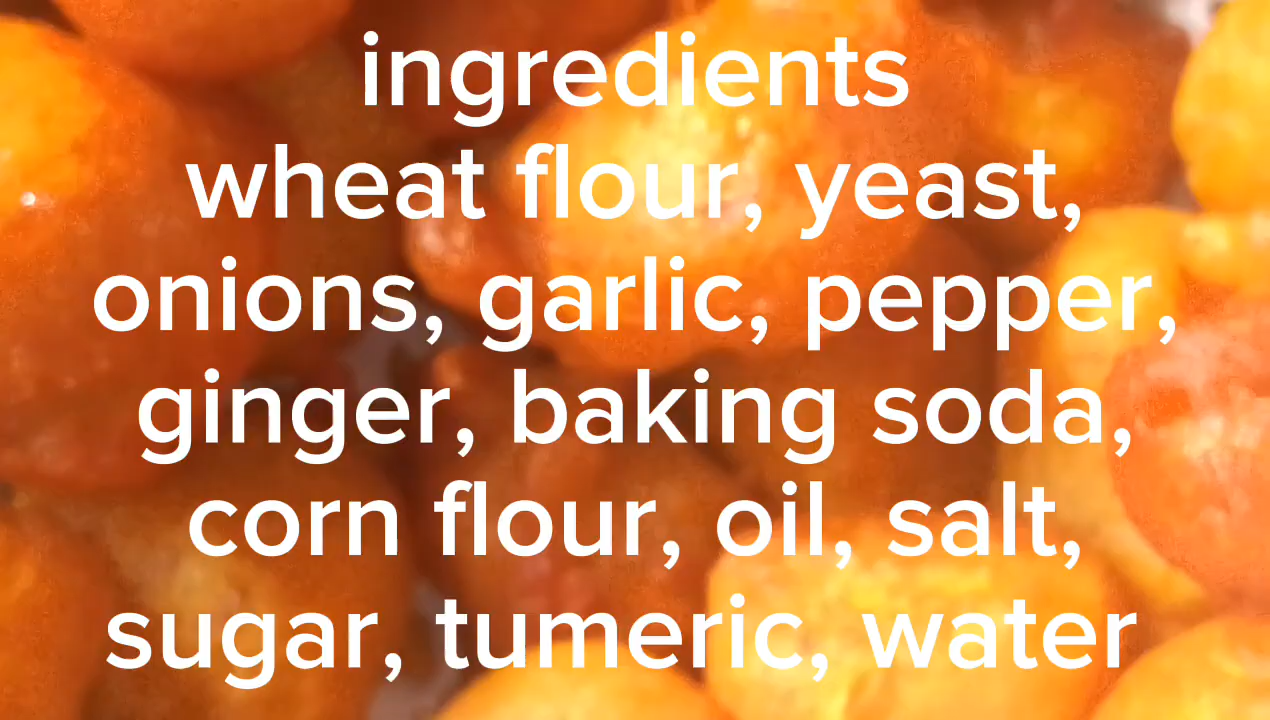 ingredients
wheat flour, yeast,
onions, garlic, pepper,
ginger, baking soda,
corn flour, oil, salt,
sugar, tumeric, water